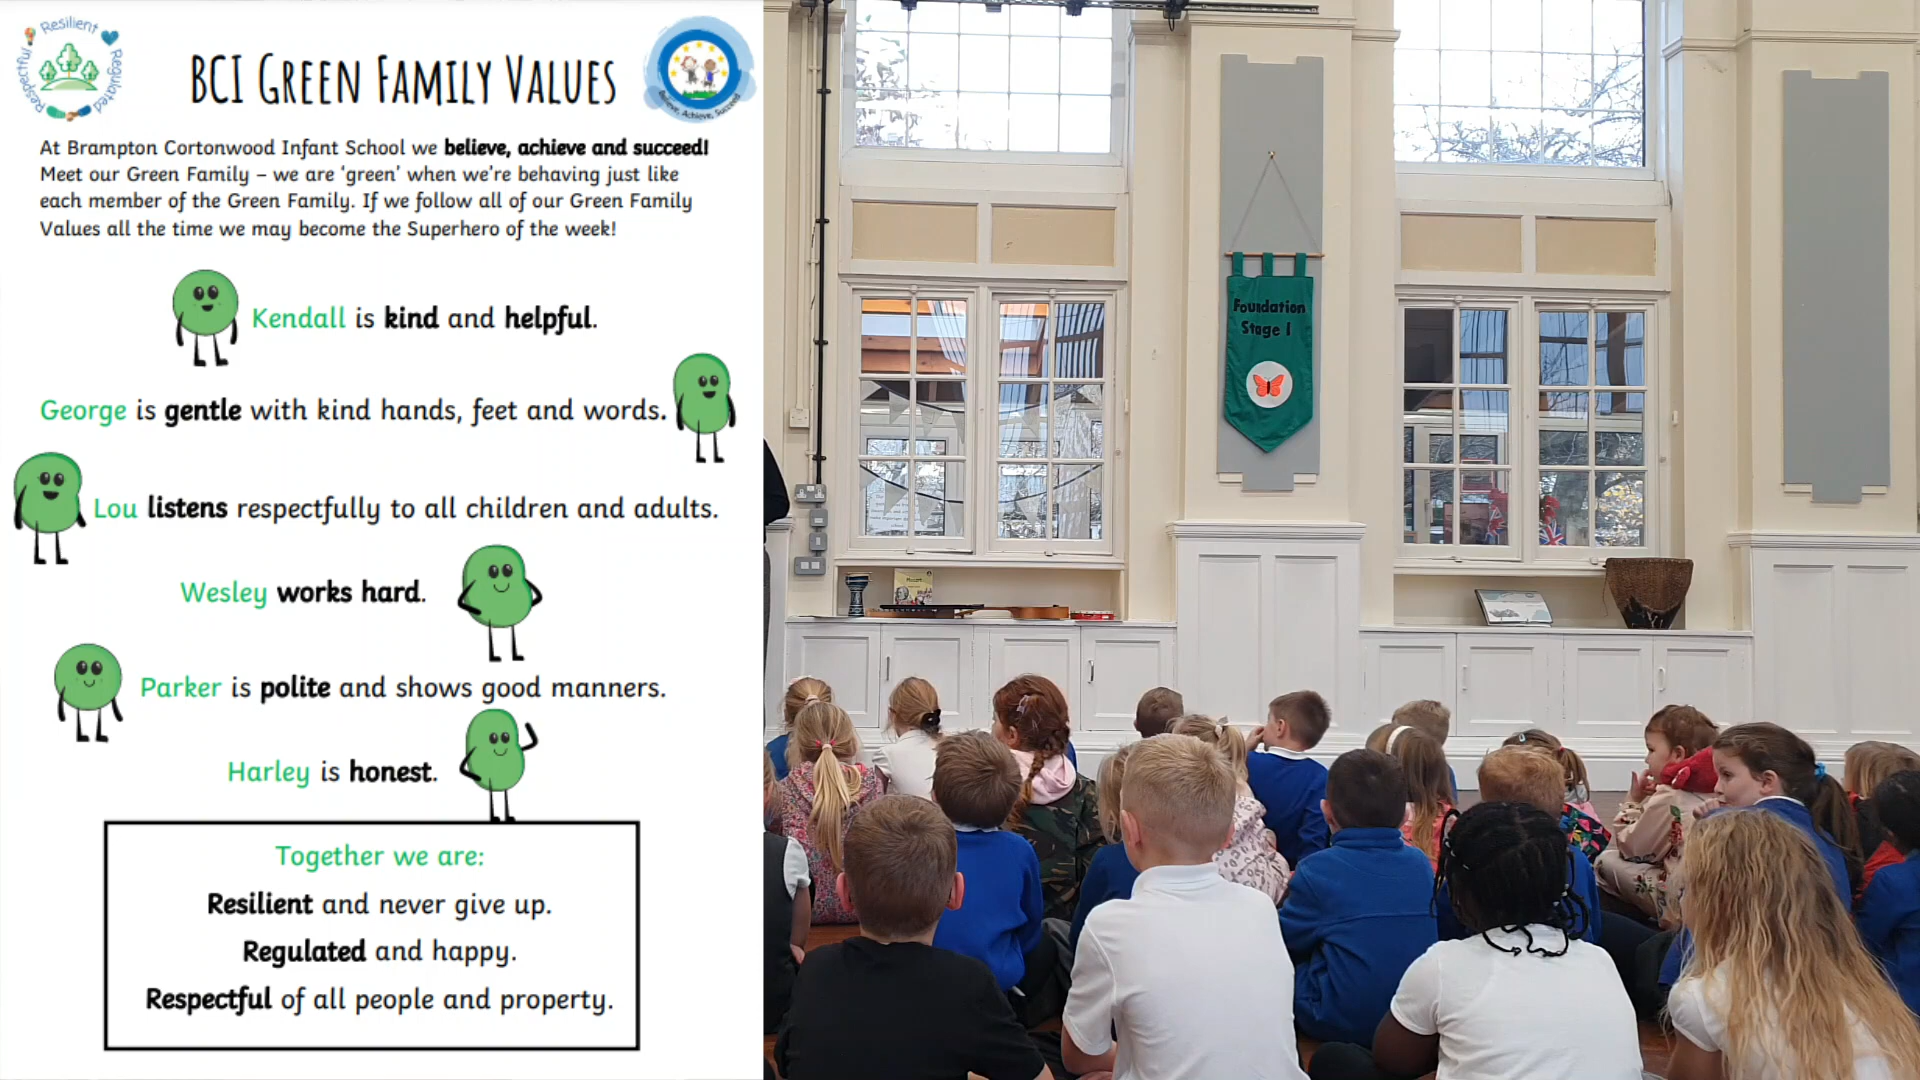 Resilient
Respectful
Regulated
BCI GREEN FAMILY VALUES
Believe, Achieve, Succeed
At Brampton Cortonwood Infant School we believe, achieve and succeed!
Meet our Green Family – we are ‘green’ when we’re behaving just like
each member of the Green Family. If we follow all of our Green Family
Values all the time we may become the Superhero of the week!
Kendall is kind and helpful.
George is gentle with kind hands, feet and words.
Lou listens respectfully to all children and adults.
Wesley works hard.
Parker is polite and shows good manners.
Harley is honest.
Together we are:
Resilient and never give up.
Regulated and happy.
Respectful of all people and property.
Foundation
Stage 1